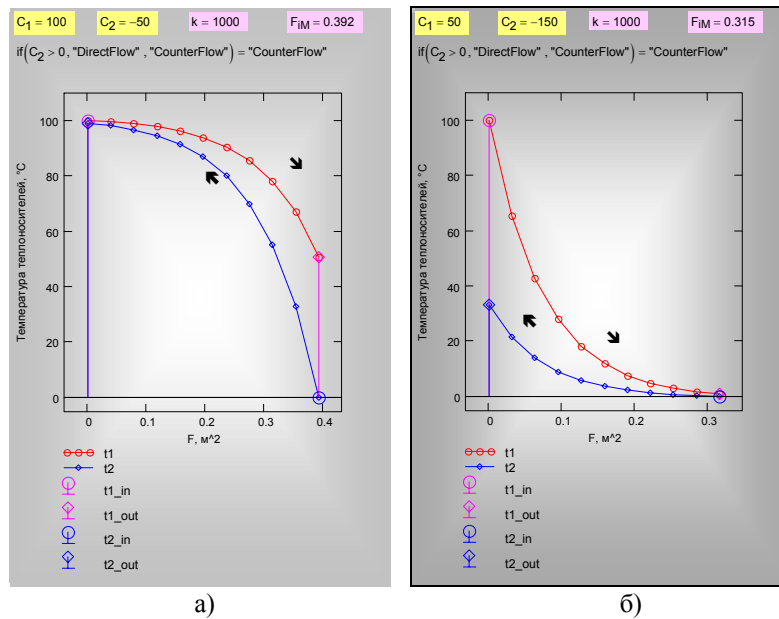 C1 = 100 C2 = −50 k = 1000 FiM = 0.392
if(C2 > 0 , "DirectFlow" , "CounterFlow") = "CounterFlow"
Температура теплоносителей, °C
100
80
60
40
20
0
0 0.1 0.2 0.3 0.4
F, м^2
t1
t2
t1_in
t1_out
t2_in
t2_out
а)
C1 = 50 C2 = −150 k = 1000 FiM = 0.315
if(C2 > 0 , "DirectFlow" , "CounterFlow") = "CounterFlow"
Температура теплоносителей, °C
100
80
60
40
20
0
0 0.1 0.2 0.3
F, м^2
t1
t2
t1_in
t1_out
t2_in
t2_out
б)